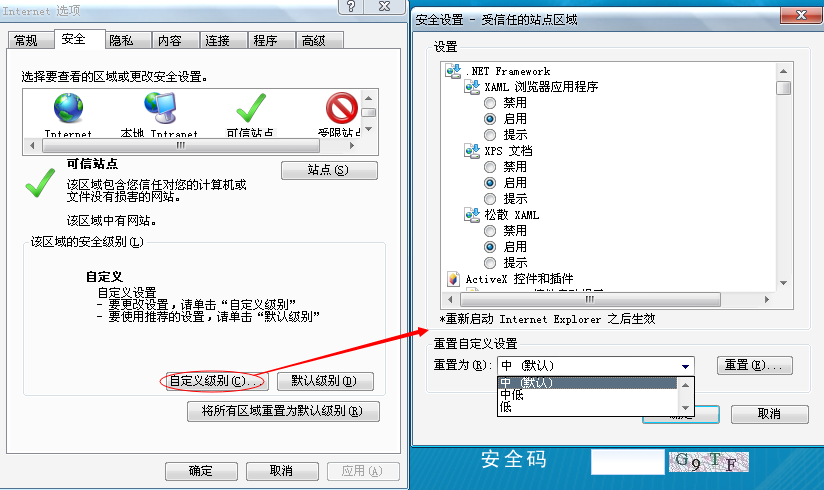 Internet 选项
常规 安全 隐私 内容 连接 程序 高级
选择要查看的区域或更改安全设置。
Internet 本地 Intranet 可信站点 受限站点
可信站点
站点(S)
该区域包含您信任对您的计算机或
文件没有损害的网站。
该区域中有网站。
该区域的安全级别(L)
自定义
自定义设置
- 要更改设置,请单击“自定义级别”
- 要使用推荐的设置,请单击“默认级别”
自定义级别(C)... 默认级别(D)
将所有区域重置为默认级别(R)
确定 取消 应用(A)
安全设置 - 受信任的站点区域
设置
.NET Framework
XAML 浏览器应用程序
禁用
启用
提示
XPS 文档
禁用
启用
提示
松散 XAML
禁用
启用
提示
ActiveX 控件和插件
*重新启动 Internet Explorer 之后生效
重置自定义设置
重置为(R): 中 (默认) 重置(E)...
中 (默认)
中低
低
确定 取消
安全码 G9TF